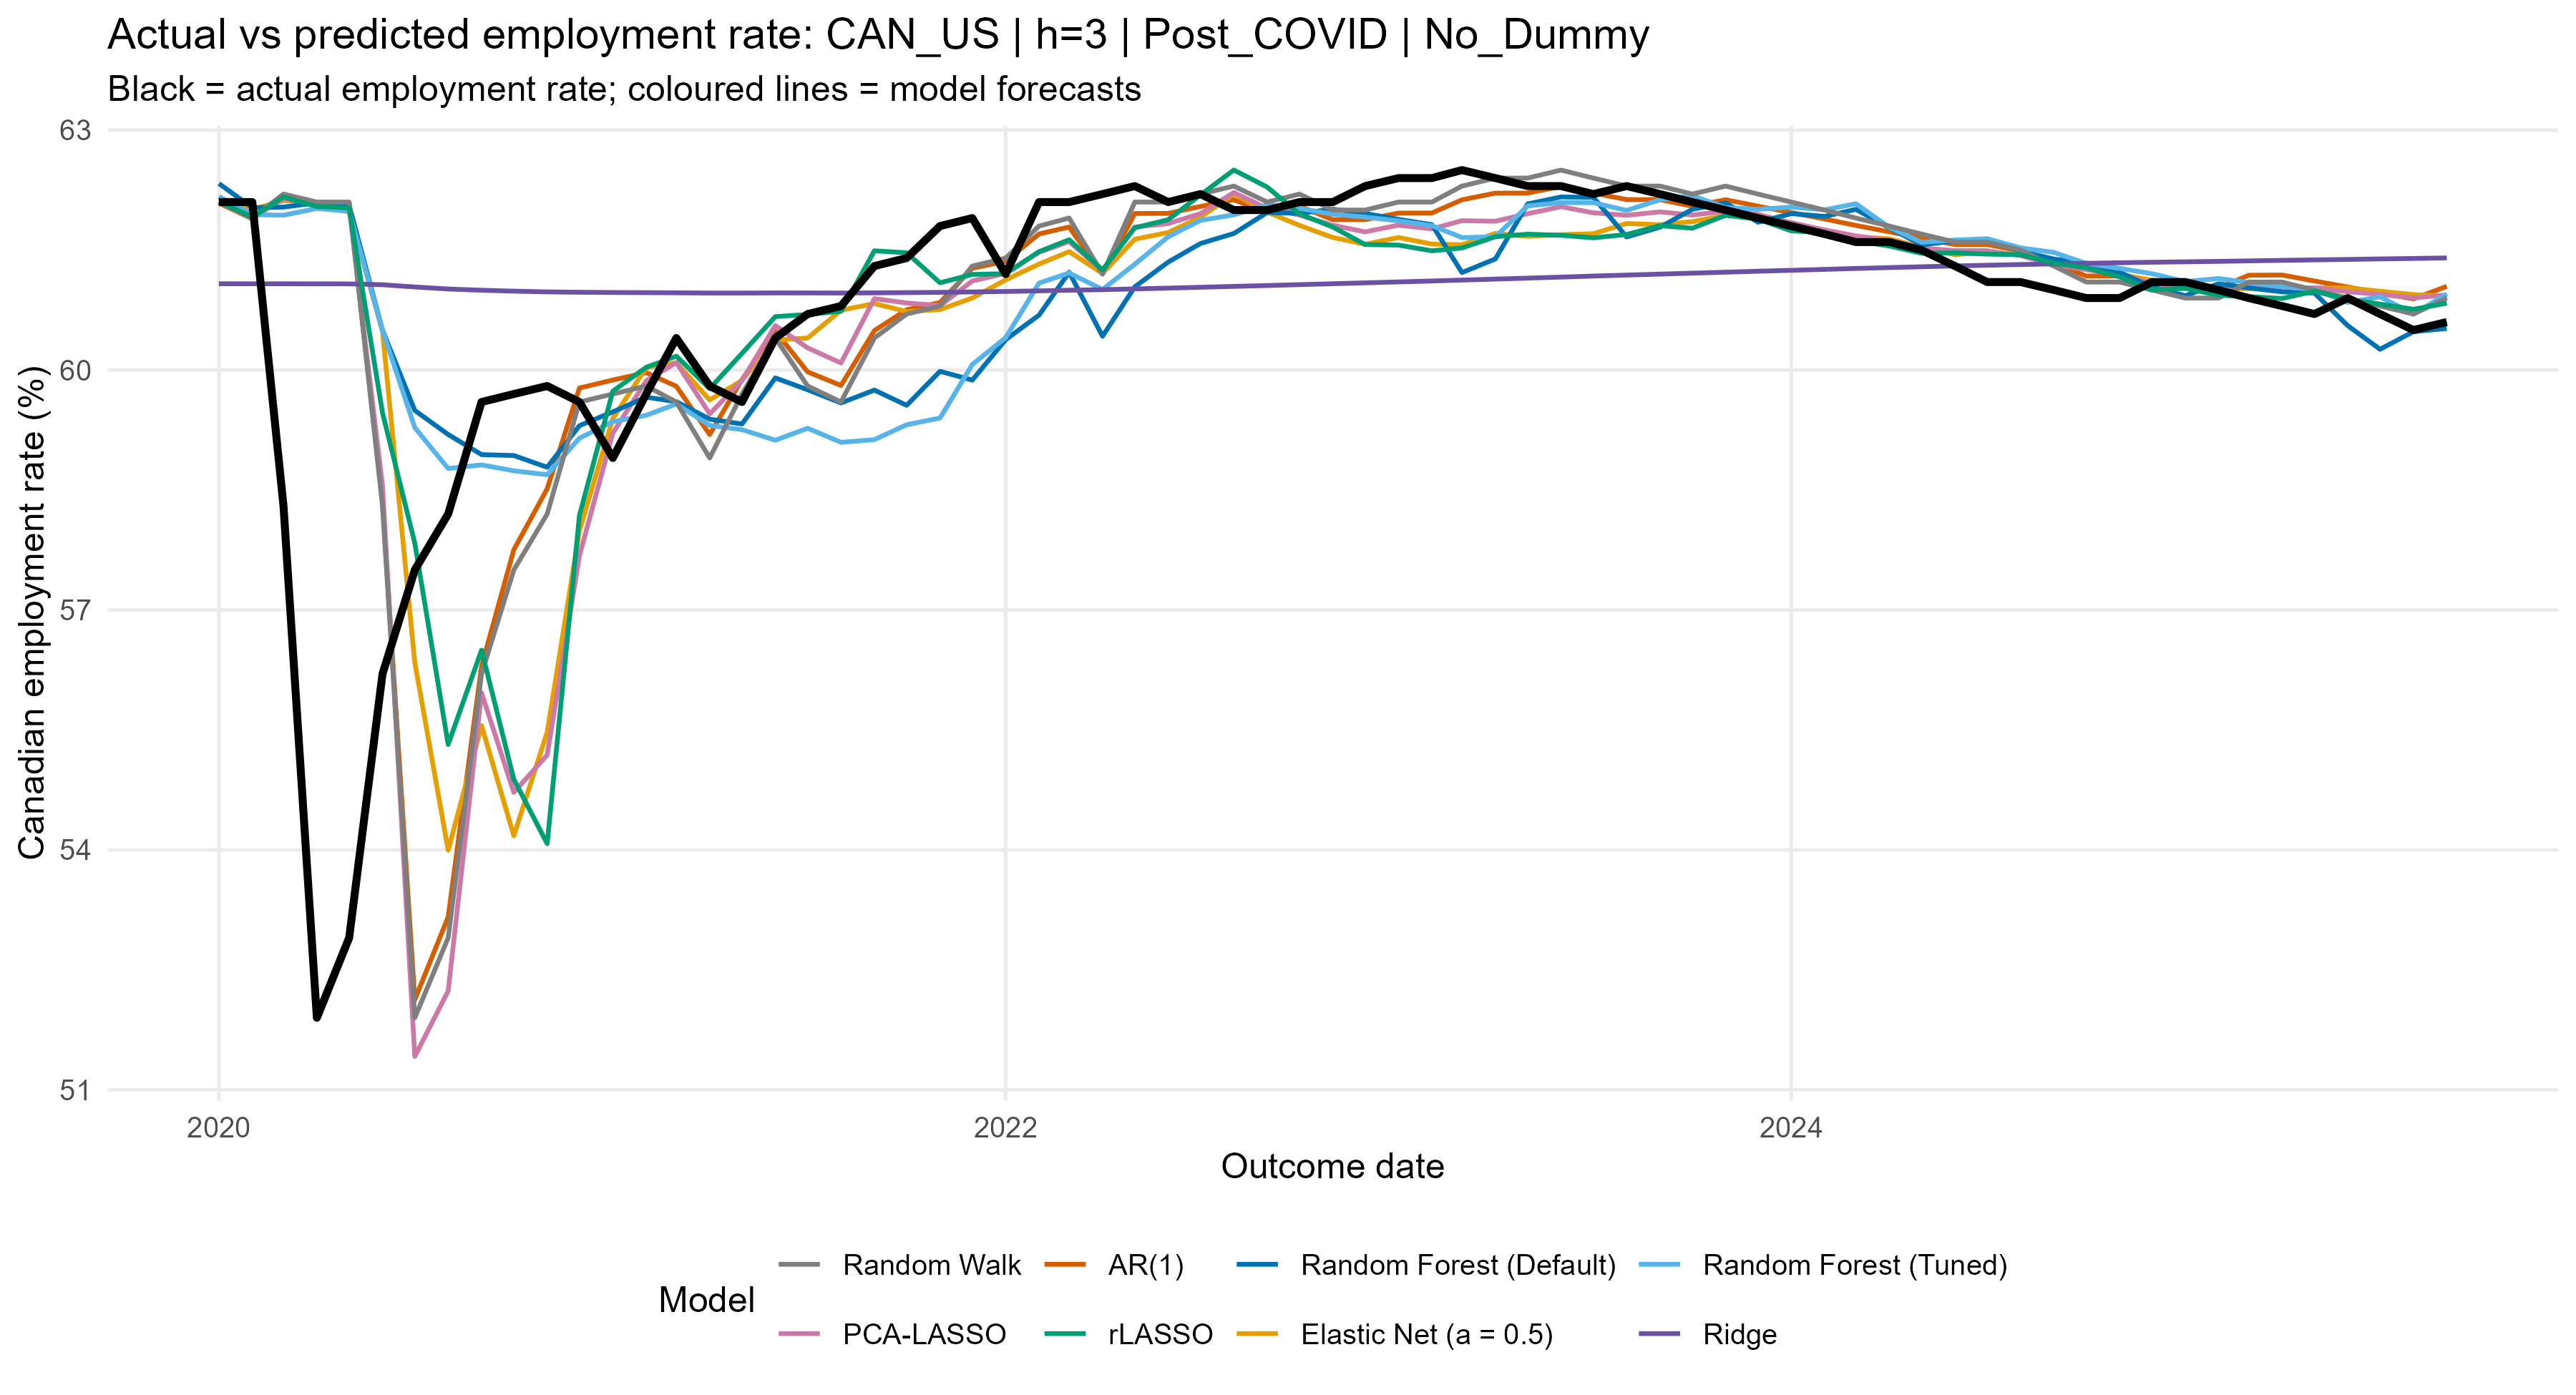 Actual vs predicted employment rate: CAN_US | h=3 | Post_COVID | No_Dummy
Black = actual employment rate; coloured lines = model forecasts
Canadian employment rate (%)
63
60
57
54
51
2020
2022
2024
Outcome date
Model
Random Walk
AR(1)
Random Forest (Default)
Random Forest (Tuned)
PCA-LASSO
rLASSO
Elastic Net (a = 0.5)
Ridge